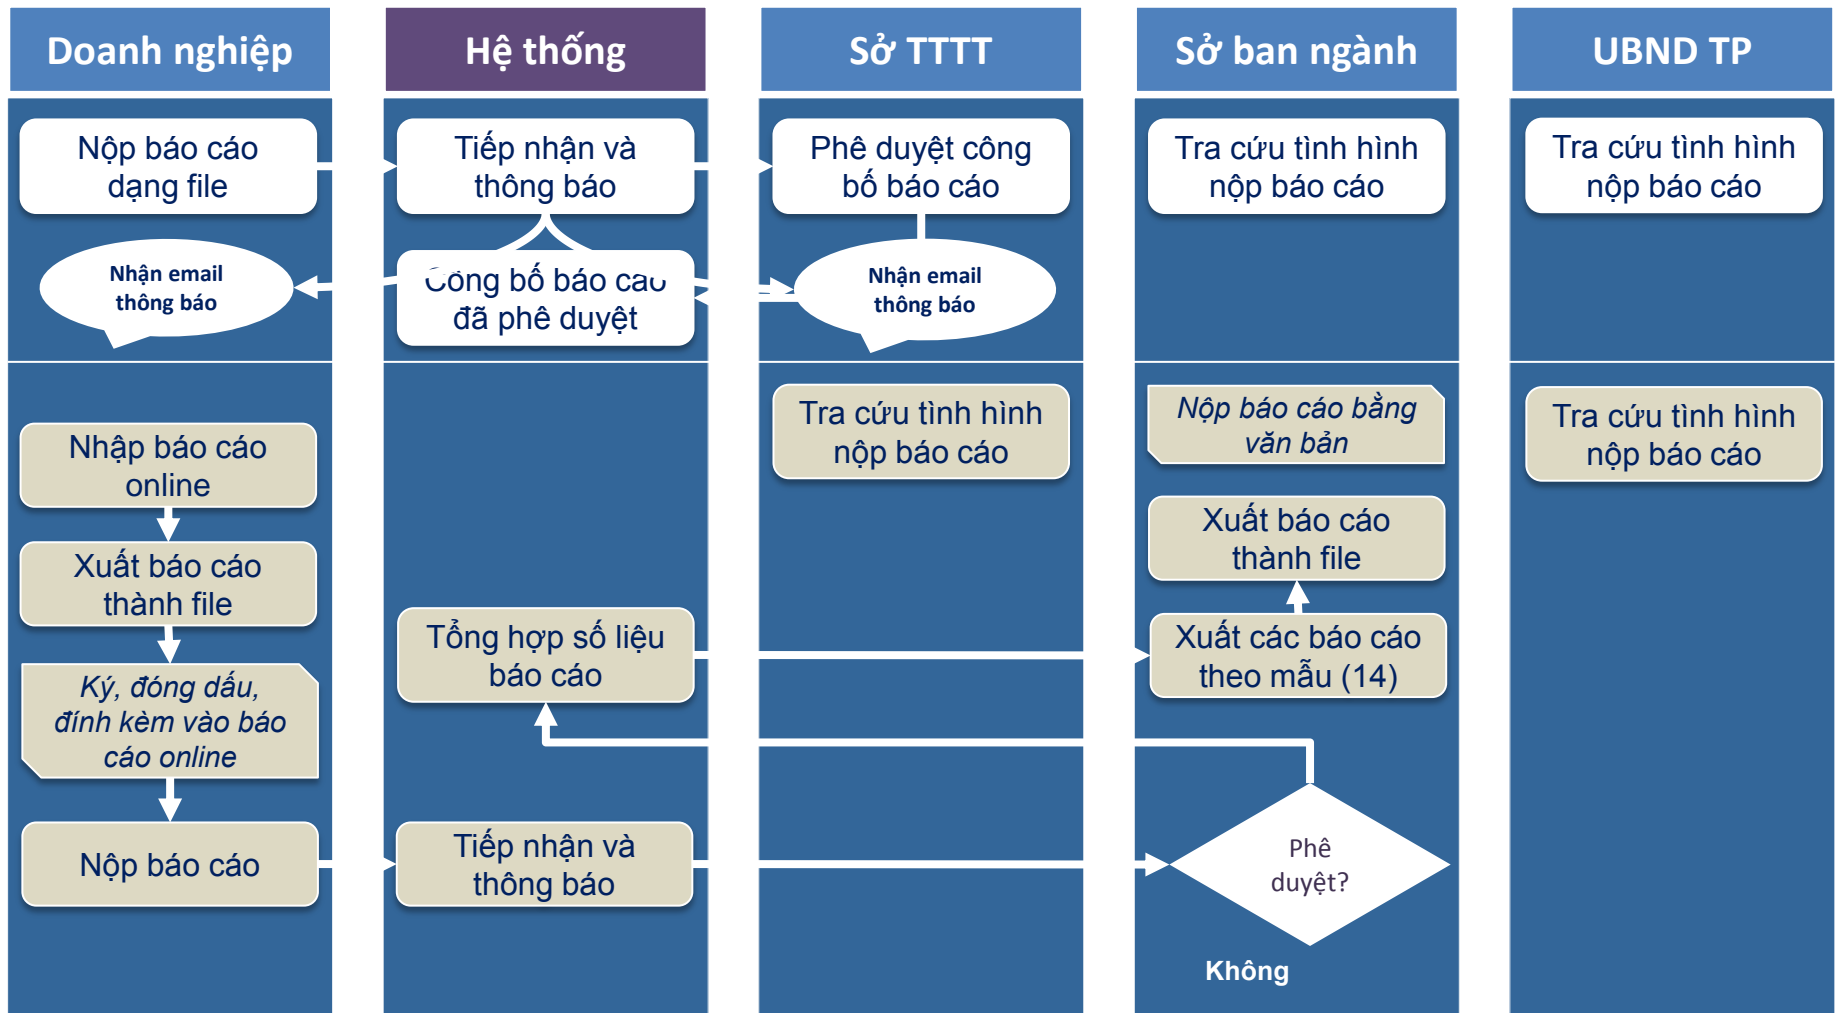 Doanh nghiệp
Hệ thống
Sở TTTT
Sở ban ngành
UBND TP
Nộp báo cáo
dạng file
Tiếp nhận và
thông báo
Phê duyệt công
bố báo cáo
Tra cứu tình hình
nộp báo cáo
Tra cứu tình hình
nộp báo cáo
Nhận email
thông báo
Công bố báo cáo
đã phê duyệt
Nhận email
thông báo
Nhập báo cáo
online
Tra cứu tình hình
nộp báo cáo
Nộp báo cáo bằng
văn bản
Tra cứu tình hình
nộp báo cáo
Xuất báo cáo
thành file
Xuất báo cáo
thành file
Tổng hợp số liệu
báo cáo
Xuất các báo cáo
theo mẫu (14)
Ký, đóng dấu,
đính kèm vào báo
cáo online
Nộp báo cáo
Tiếp nhận và
thông báo
Phê
duyệt?
Không